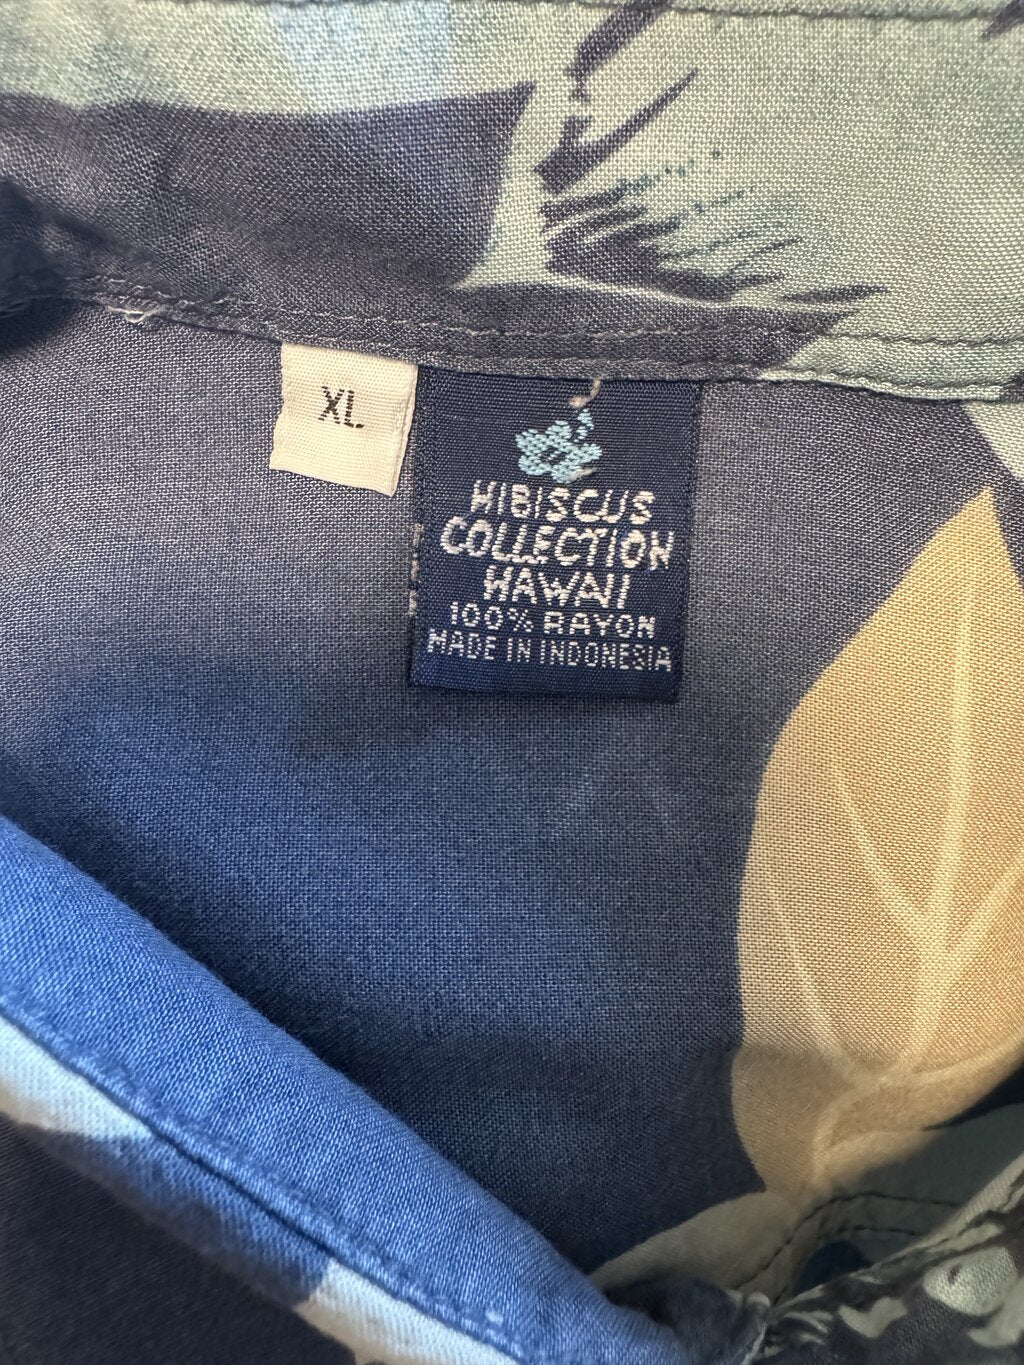 XL
HIBISCUS
COLLECTION
HAWAII
100% RAYON
MADE IN INDONESIA